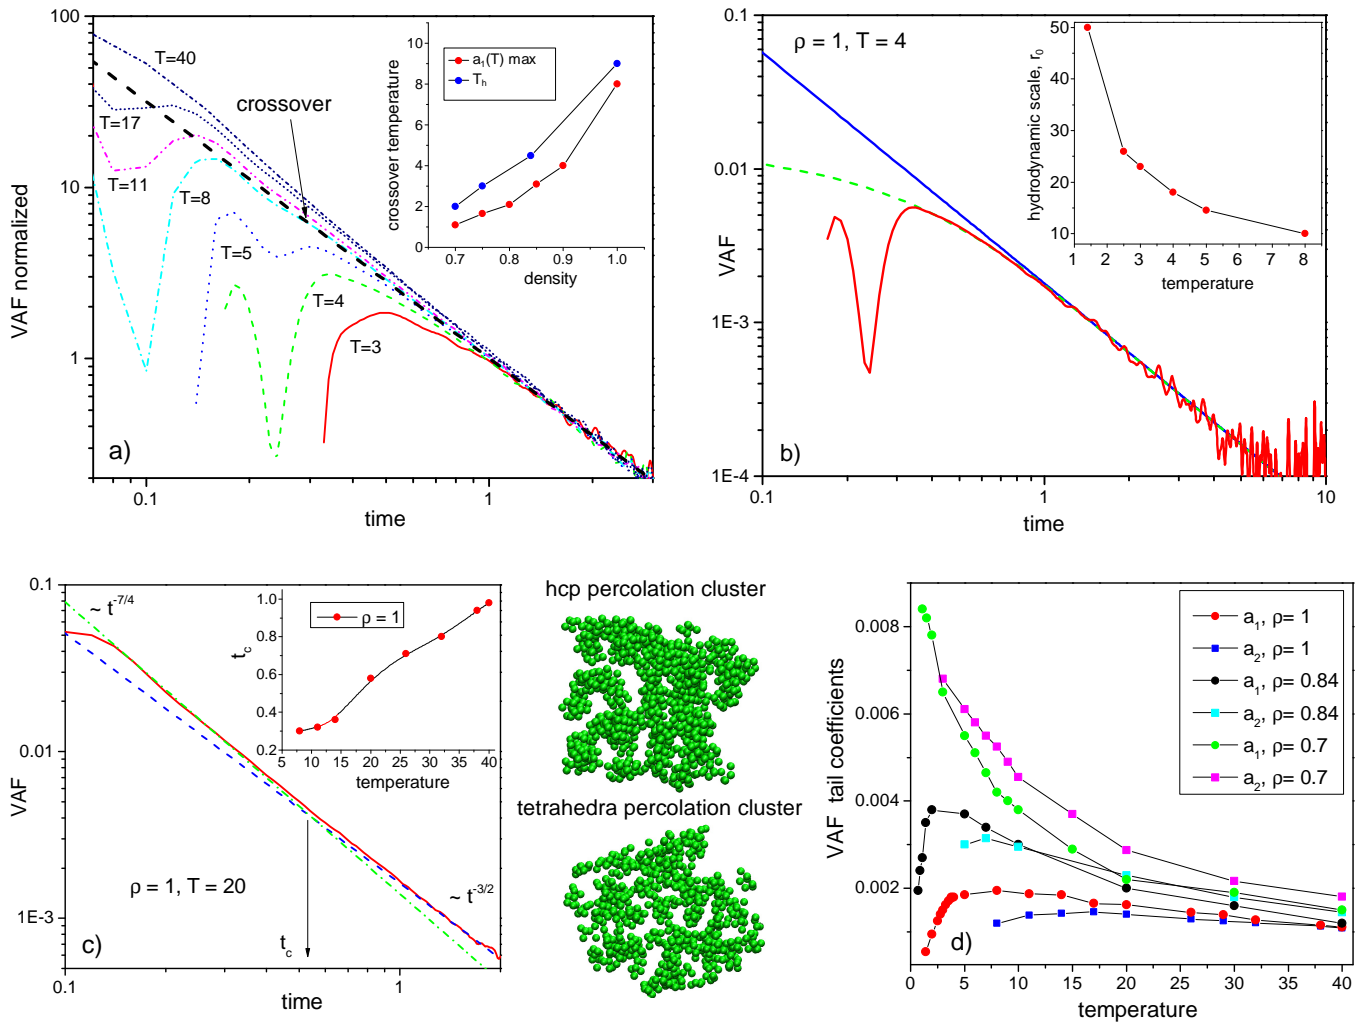 100
10
1
0.1
1
VAF normalized
time
a)
T=40
T=17
T=11
T=8
T=5
T=4
T=3
crossover
10
8
6
4
2
0
0.7
0.8
0.9
1.0
crossover temperature
density
a1(T) max
Th
0.1
0.01
1E-3
1E-4
0.1
1
10
VAF
time
b)
ρ = 1, T = 4
50
40
30
20
10
1
2
3
4
5
6
7
8
hydrodynamic scale, r0
temperature
0.1
0.01
1E-3
0.1
1
VAF
time
c)
~ t-7/4
~ t-3/2
ρ = 1, T = 20
tc
1.0
0.8
0.6
0.4
0.2
5
10
15
20
25
30
35
40
tc
temperature
ρ = 1
hcp percolation cluster
tetrahedra percolation cluster
0.008
0.006
0.004
0.002
0
5
10
15
20
25
30
35
40
VAF tail coefficients
temperature
d)
a1, ρ= 1
a2, ρ= 1
a1, ρ= 0.84
a2, ρ= 0.84
a1, ρ= 0.7
a2, ρ= 0.7